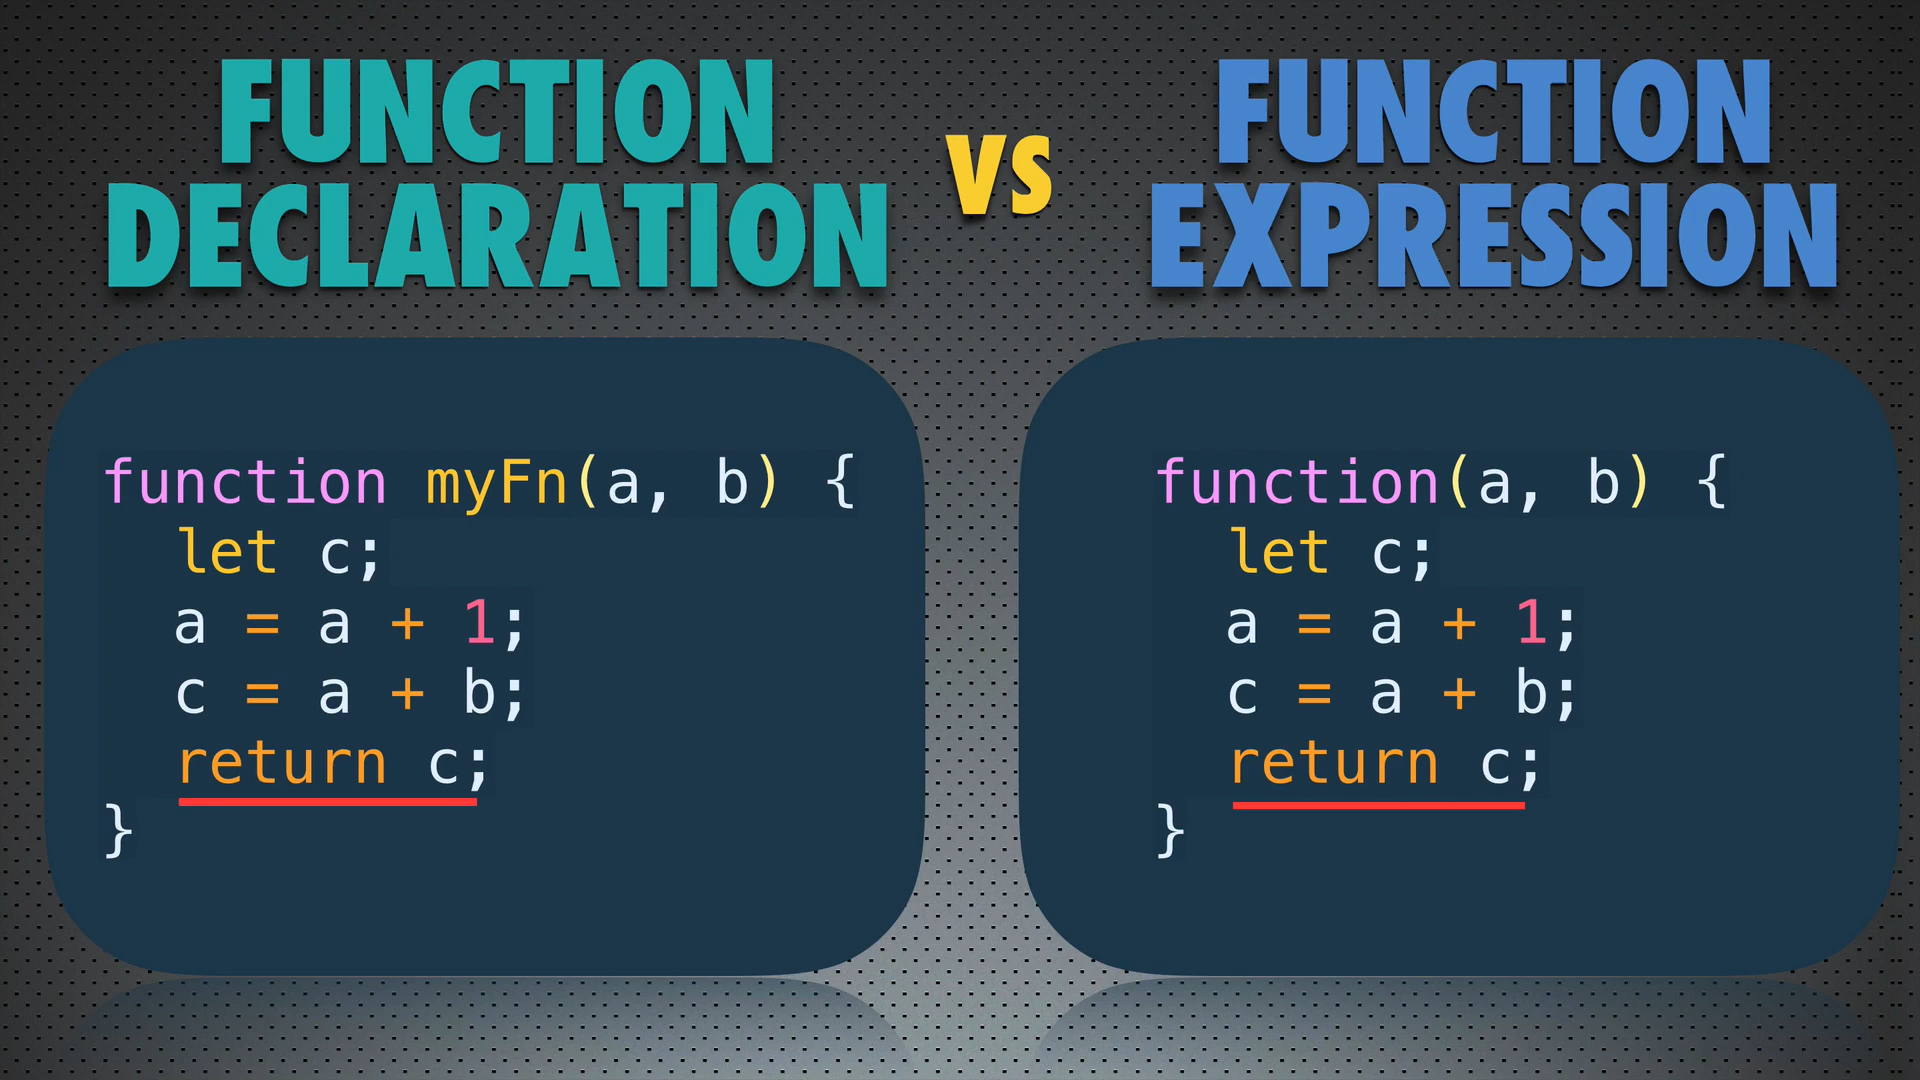 FUNCTION
DECLARATION
VS
FUNCTION
EXPRESSION
function myFn(a, b) {
  let c;
  a = a + 1;
  c = a + b;
  return c;
}
function(a, b) {
  let c;
  a = a + 1;
  c = a + b;
  return c;
}